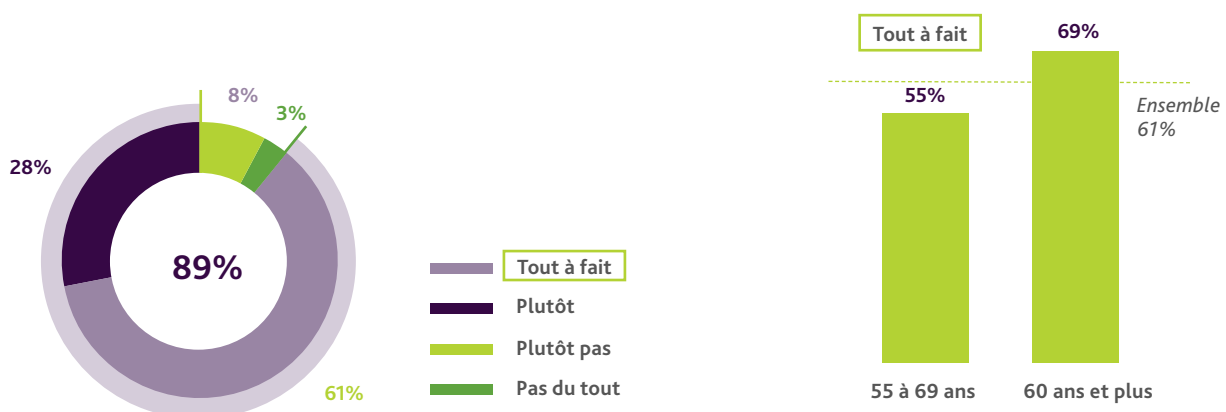 8%
3%
28%
89%
61%
Tout à fait
Plutôt
Plutôt pas
Pas du tout
Tout à fait
69%
55%
Ensemble
61%
55 à 69 ans
60 ans et plus